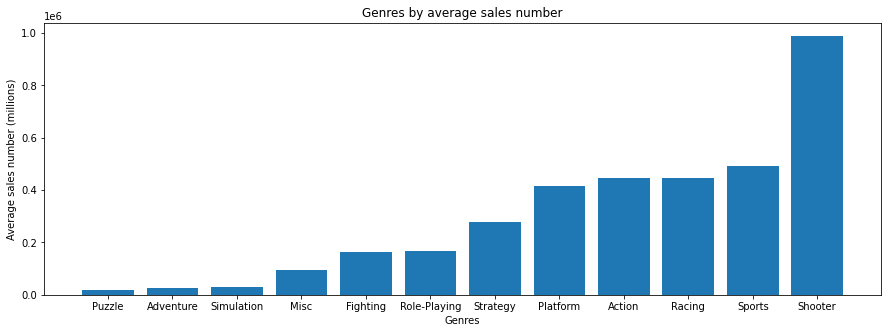 Genres by average sales number
1e6
Average sales number (millions)
1.0
0.8
0.6
0.4
0.2
0.0
Puzzle Adventure Simulation Misc Fighting Role-Playing Strategy Platform Action Racing Sports Shooter
Genres